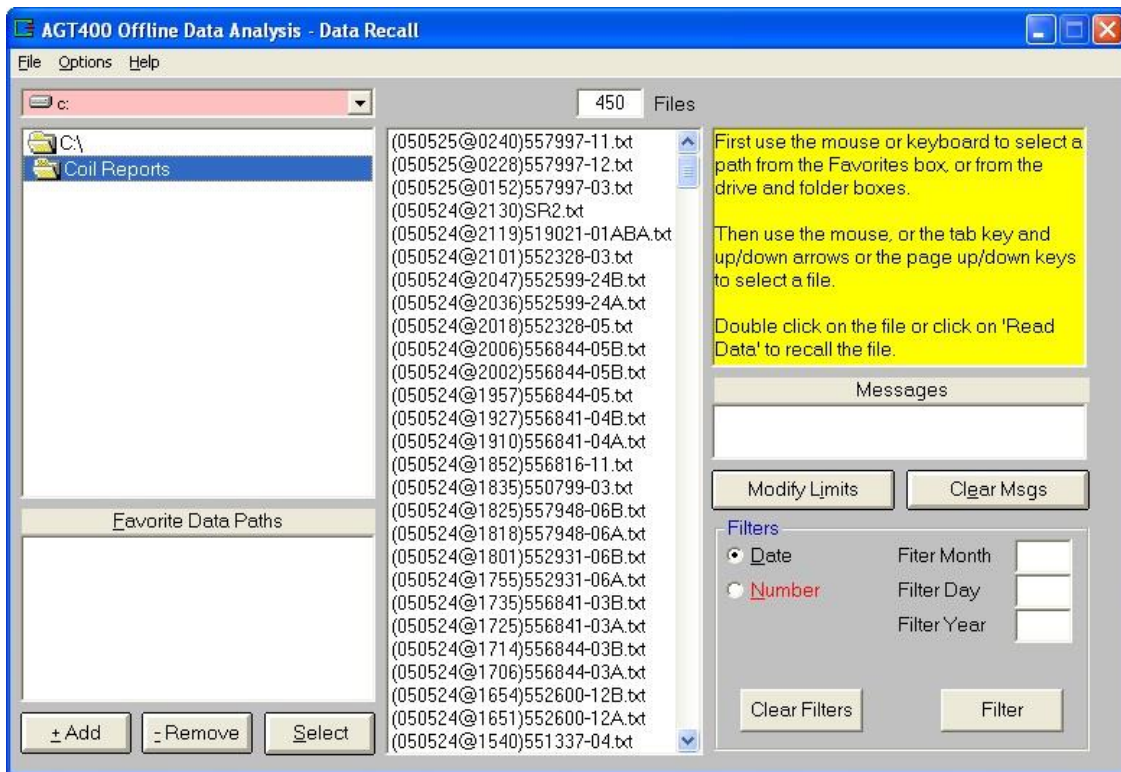 AGT400 Offline Data Analysis - Data Recall
File Options Help
c:
450 Files
C:\
Coil Reports
Favorite Data Paths
+ Add
- Remove
Select
(050525@0240)557997-11.txt
(050525@0228)557997-12.txt
(050525@0152)557997-03.txt
(050524@2130)SR2.txt
(050524@2119)519021-01ABA.txt
(050524@2101)552328-03.txt
(050524@2047)552599-24B.txt
(050524@2036)552599-24A.txt
(050524@2018)552328-05.txt
(050524@2006)556844-05B.txt
(050524@2002)556844-05B.txt
(050524@1957)556844-05.txt
(050524@1927)556841-04B.txt
(050524@1910)556841-04A.txt
(050524@1852)556816-11.txt
(050524@1835)550799-03.txt
(050524@1825)557948-06B.txt
(050524@1818)557948-06A.txt
(050524@1801)552931-06B.txt
(050524@1755)552931-06A.txt
(050524@1735)556841-03B.txt
(050524@1725)556841-03A.txt
(050524@1714)556844-03B.txt
(050524@1706)556844-03A.txt
(050524@1654)552600-12B.txt
(050524@1651)552600-12A.txt
(050524@1540)551337-04.txt
First use the mouse or keyboard to select a
path from the Favorites box, or from the
drive and folder boxes.
Then use the mouse, or the tab key and
up/down arrows or the page up/down keys
to select a file.
Double click on the file or click on 'Read
Data' to recall the file.
Messages
Modify Limits
Clear Msgs
Filters
Date
Number
Fiter Month
Filter Day
Filter Year
Clear Filters
Filter